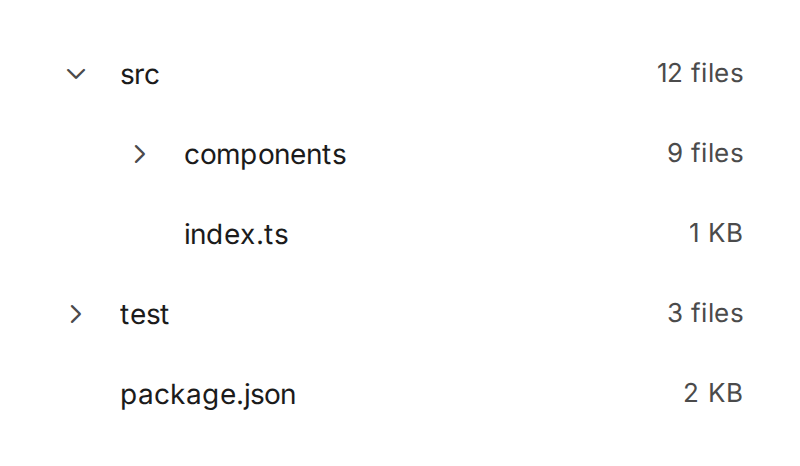 src 12 files
components 9 files
index.ts 1 KB
test 3 files
package.json 2 KB